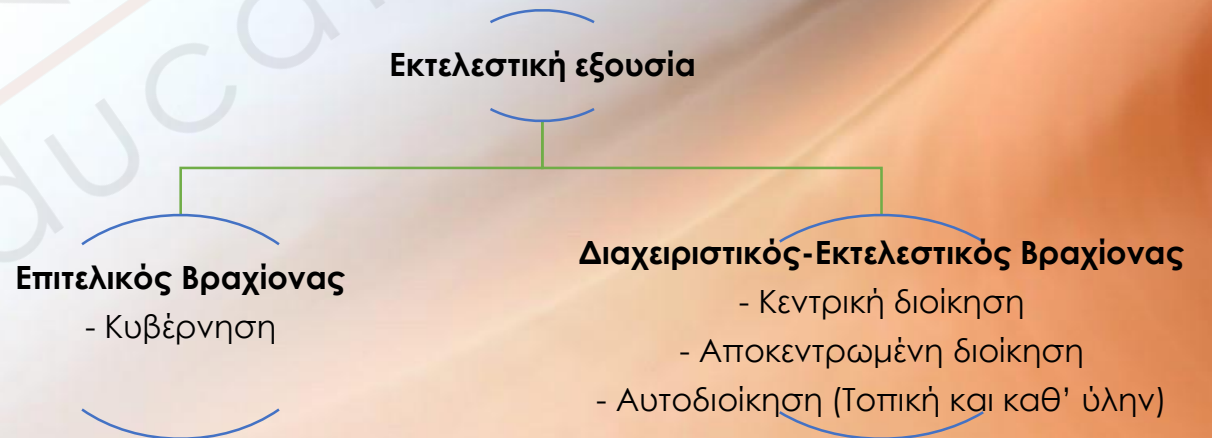 Εκτελεστική εξουσία
Επιτελικός Βραχίονας
- Κυβέρνηση
Διαχειριστικός-Εκτελεστικός Βραχίονας
- Κεντρική διοίκηση
- Αποκεντρωμένη διοίκηση
- Αυτοδιοίκηση (Τοπική και καθ’ ύλην)